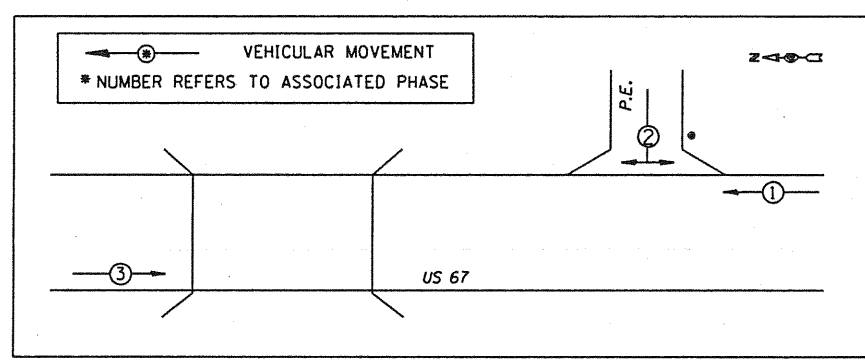 * VEHICULAR MOVEMENT
* NUMBER REFERS TO ASSOCIATED PHASE
N
P.E.
2
1
3
US 67